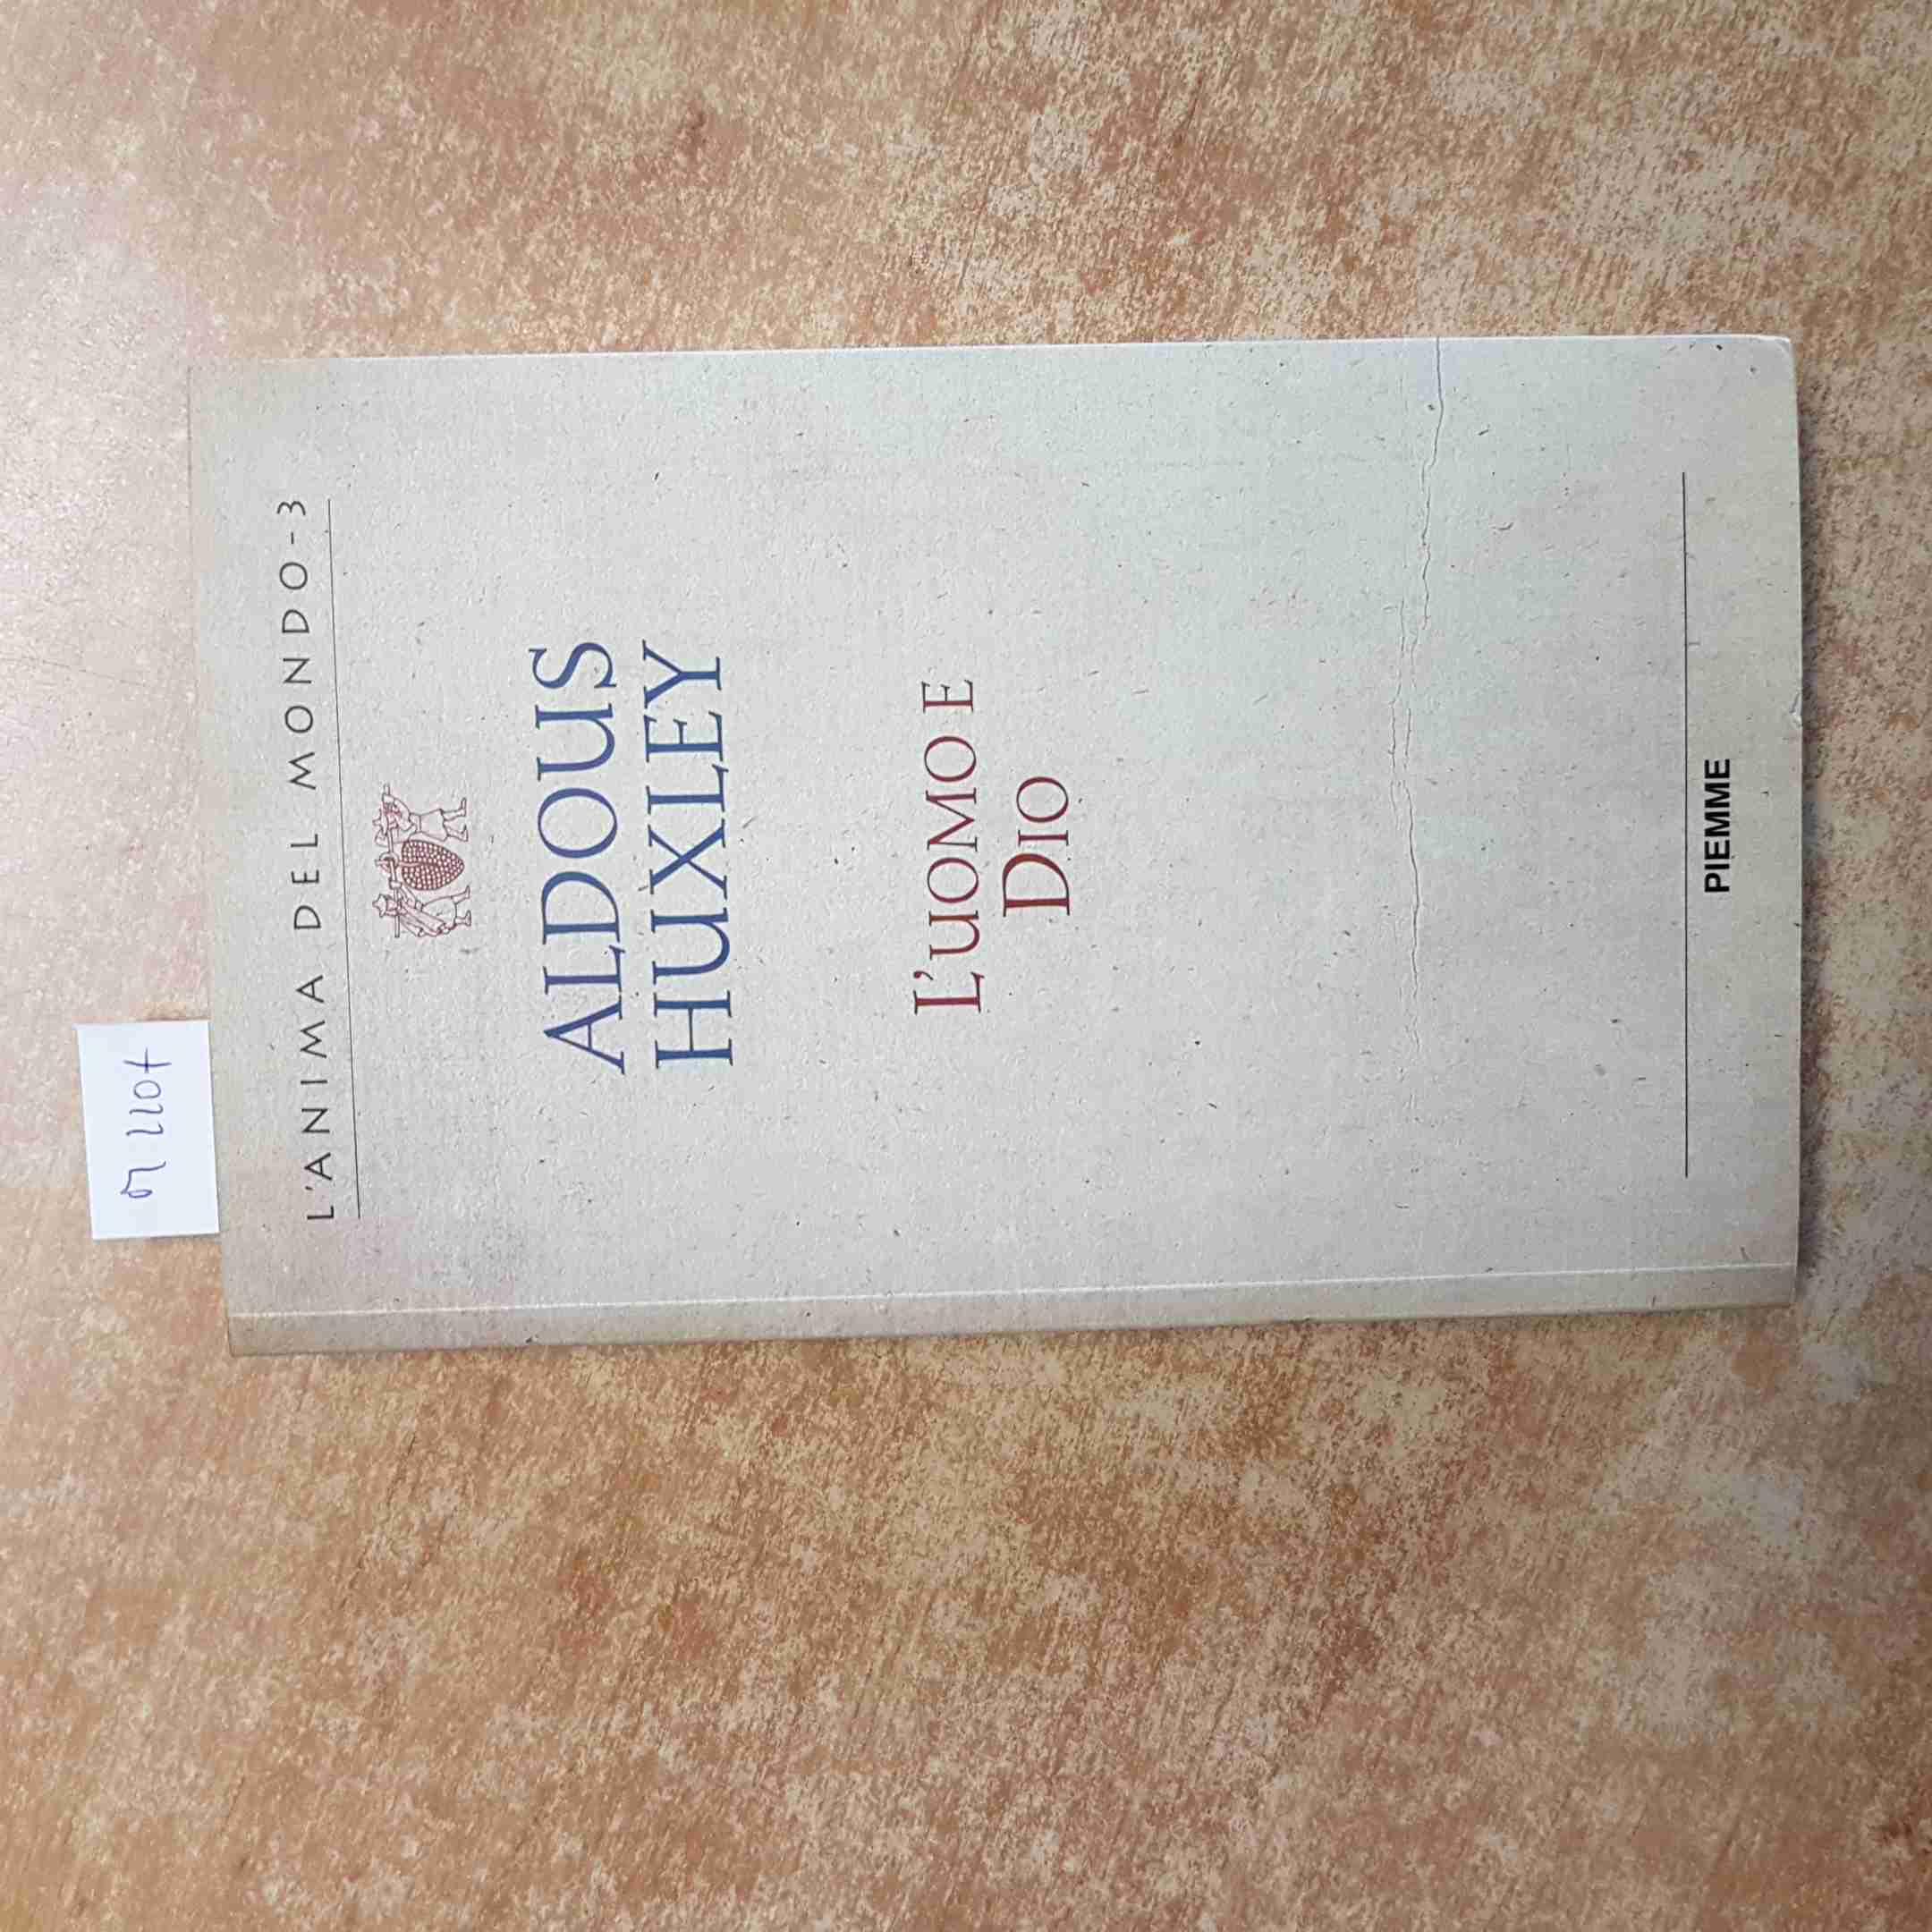 L'ANIMA DEL MONDO-3
ALDOUS
HUXLEY
L'UOMO E
DIO
PIEMME